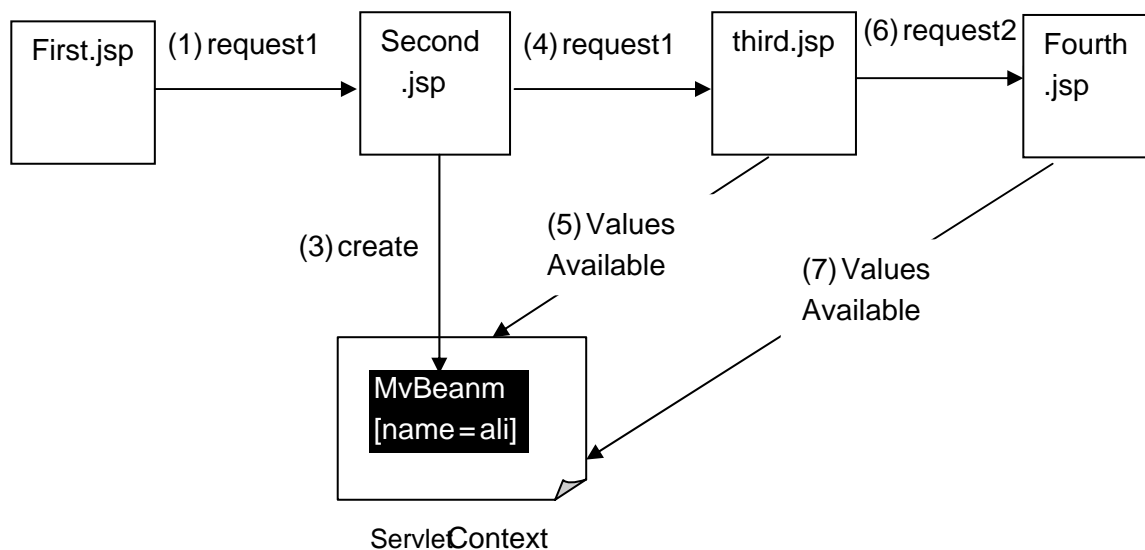 First.jsp
(1) request1
Second
.jsp
(4) request1
third.jsp
(6) request2
Fourth
.jsp
(3) create
(5) Values
Available
(7) Values
Available
MvBeanm
[name=ali]
ServletContext